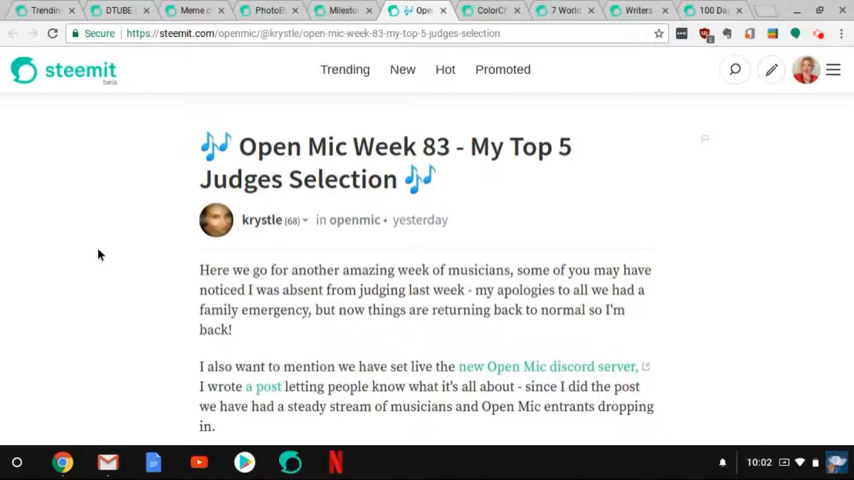 Trending
DTUBE
Meme c
PhotoB
Milesto
Ope
ColorCh
7 World
Writers
100 Day
Secure
https://steemit.com/openmic/@krystle/open-mic-week-83-my-top-5-judges-selection
steemit
beta
Trending New Hot Promoted
Open Mic Week 83 - My Top 5
Judges Selection
krystle (68) in openmic • yesterday
Here we go for another amazing week of musicians, some of you may have
noticed I was absent from judging last week - my apologies to all we had a
family emergency, but now things are returning back to normal so I'm
back!
I also want to mention we have set live the new Open Mic discord server,
I wrote a post letting people know what it's all about - since I did the post
we have had a steady stream of musicians and Open Mic entrants dropping
in.
10:02